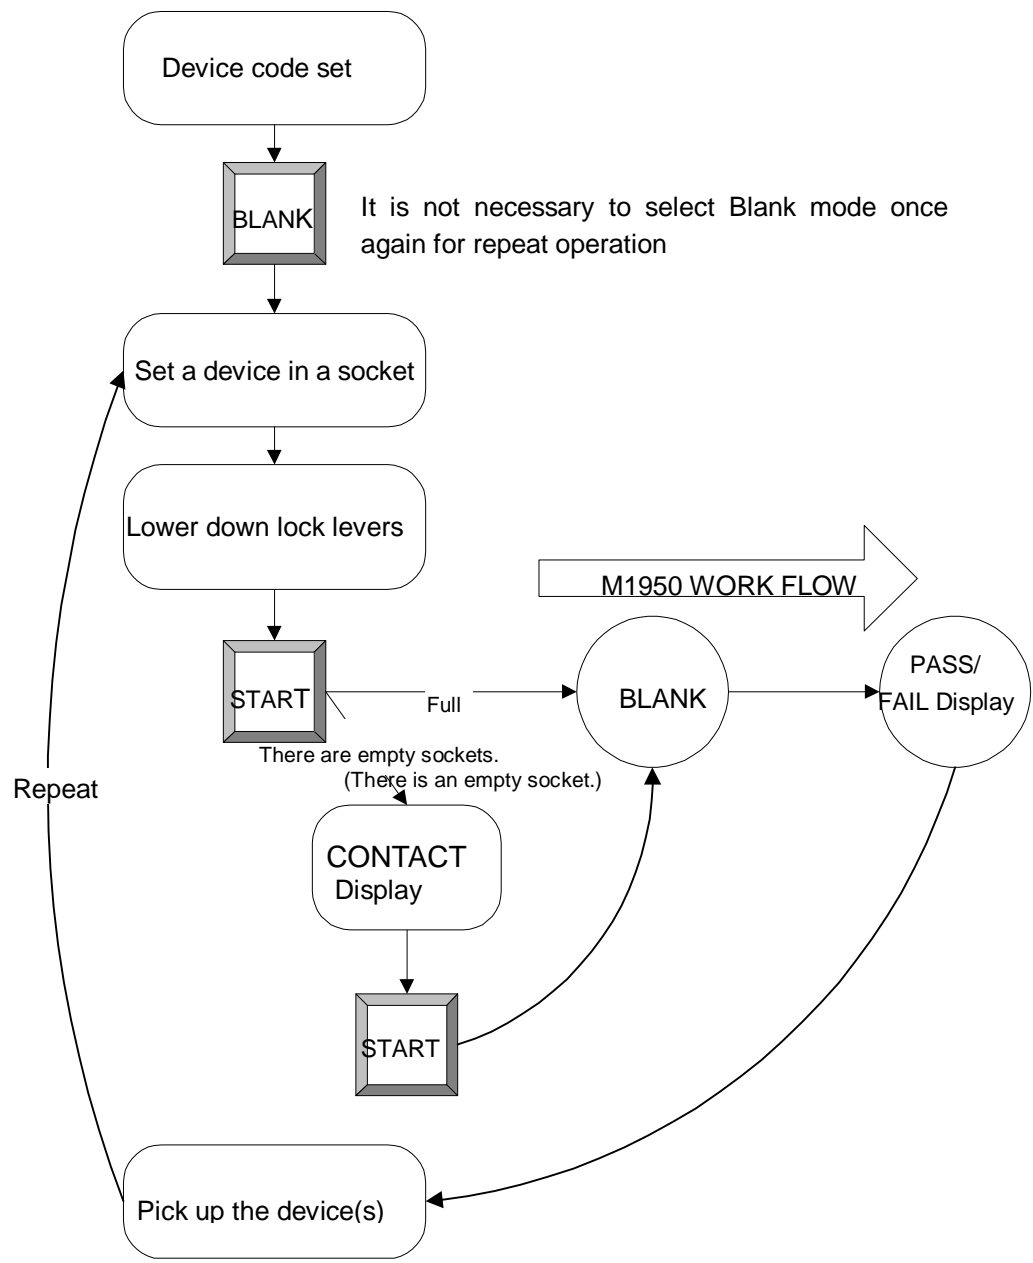 Device code set
BLANK
It is not necessary to select Blank mode once
again for repeat operation
Set a device in a socket
Lower down lock levers
M1950 WORK FLOW
START
Full
BLANK
PASS/
FAIL Display
There are empty sockets.
(There is an empty socket.)
Repeat
CONTACT
Display
START
Pick up the device(s)